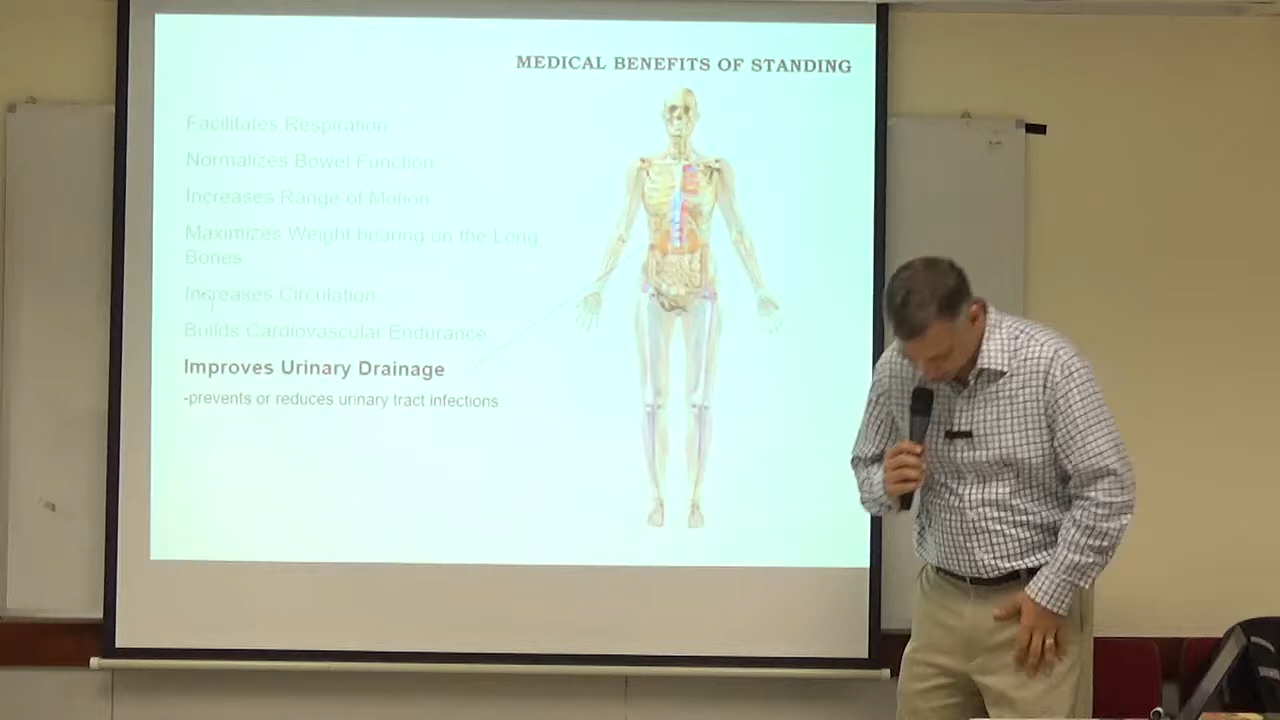 MEDICAL BENEFITS OF STANDING
Facilitates Respiration
Normalizes Bowel Function
Increases Range of Motion
Maximizes Weight bearing on the Long
Bones
Increases Circulation
Builds Cardiovascular Endurance
Improves Urinary Drainage
-prevents or reduces urinary tract infections